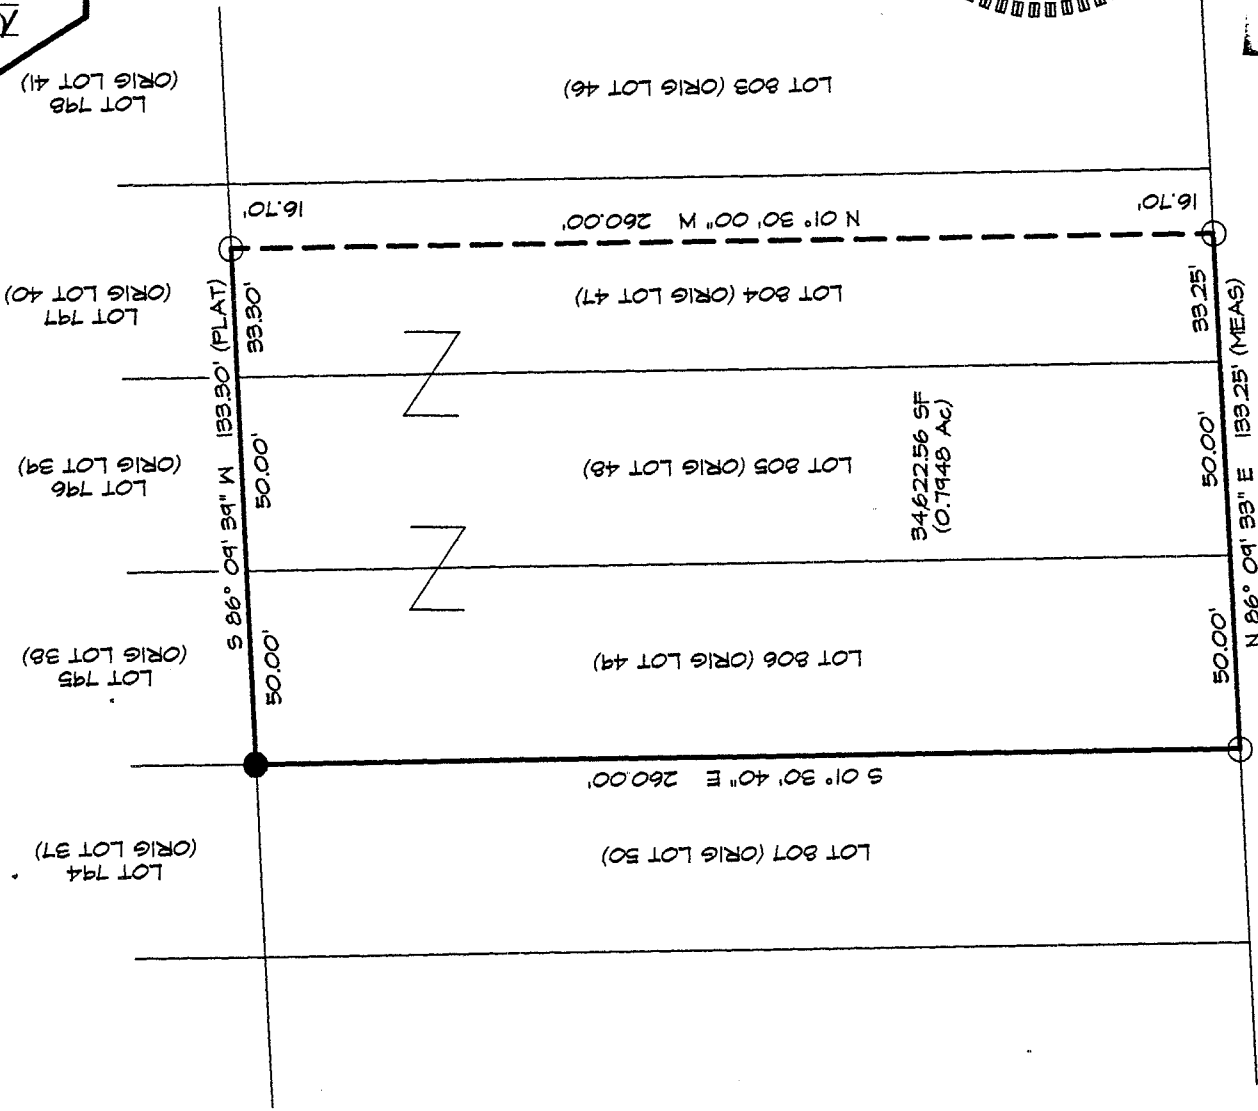 LOT 798
(ORIG LOT 41)
LOT 803 (ORIG LOT 46)
16.70'
N 01° 30' 00" W 260.00'
16.70'
LOT 797
(ORIG LOT 40)
S 86° 09' 39" W 133.30' (PLAT)
33.30'
LOT 804 (ORIG LOT 47)
33.25'
N 86° 09' 33" E 133.25' (MEAS)
LOT 796
(ORIG LOT 39)
50.00'
LOT 805 (ORIG LOT 48)
34,622.56 SF
(0.7948 Ac)
50.00'
LOT 795
(ORIG LOT 38)
50.00'
LOT 806 (ORIG LOT 49)
50.00'
S 01° 30' 40" E 260.00'
LOT 794
(ORIG LOT 37)
LOT 807 (ORIG LOT 50)